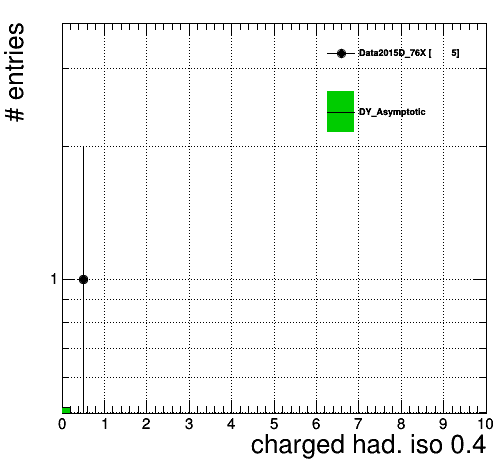 # entries
Data2015D_76X [ 5]
DY_Asymptotic
1
0 1 2 3 4 5 6 7 8 9 10
charged had. iso 0.4